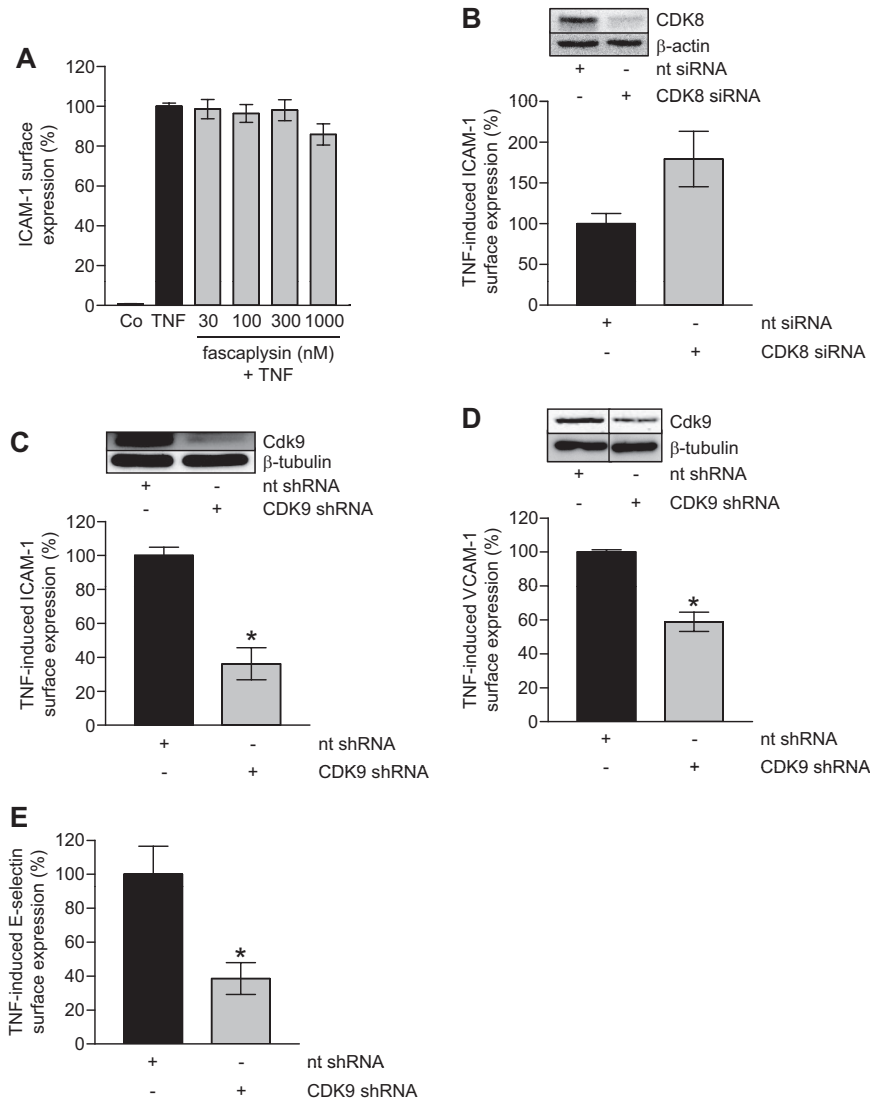 A
ICAM-1 surface
expression (%)
120
100
80
60
40
20
0
Co TNF 30 100 300 1000
fascaplysin (nM)
+ TNF
B
CDK8
β-actin
+ - nt siRNA
- + CDK8 siRNA
TNF-induced ICAM-1
surface expression (%)
100
200
150
100
50
0
+ - nt siRNA
- + CDK8 siRNA
C
Cdk9
β-tubulin
+ - nt shRNA
- + CDK9 shRNA
TNF-induced ICAM-1
surface expression (%)
120
100
80
60
40
20
0
*
+ - nt shRNA
- + CDK9 shRNA
D
Cdk9
β-tubulin
+ - nt shRNA
- + CDK9 shRNA
TNF-induced VCAM-1
surface expression (%)
120
100
80
60
40
20
0
*
+ - nt shRNA
- + CDK9 shRNA
E
TNF-induced E-selectin
surface expression (%)
120
100
80
60
40
20
0
*
+ - nt shRNA
- + CDK9 shRNA